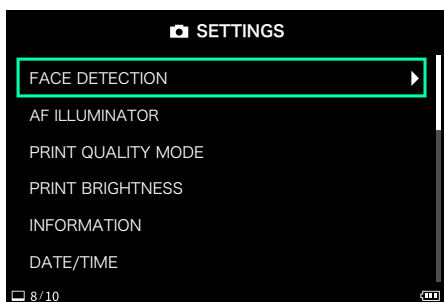 SETTINGS
FACE DETECTION
AF ILLUMINATOR
PRINT QUALITY MODE
PRINT BRIGHTNESS
INFORMATION
DATE/TIME
8/10